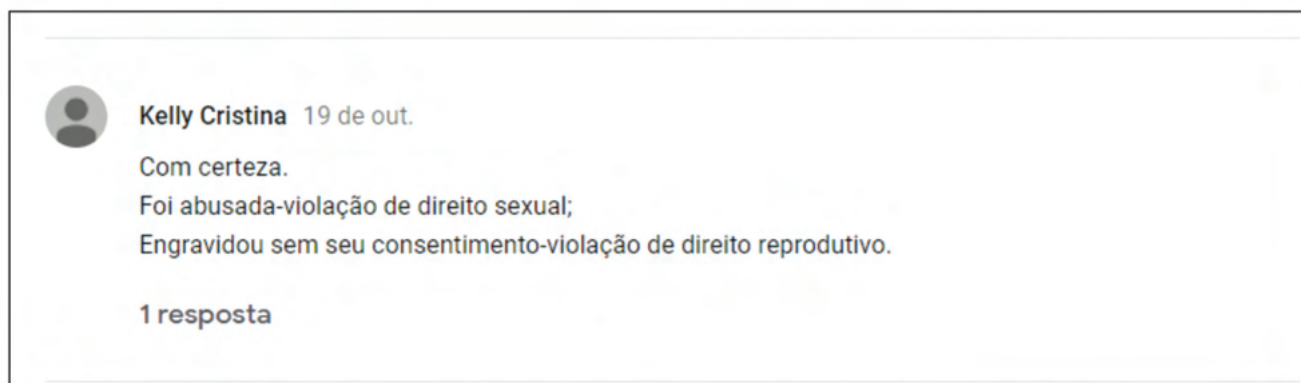 Kelly Cristina 19 de out.
Com certeza.
Foi abusada-violação de direito sexual;
Engravidou sem seu consentimento-violação de direito reprodutivo.
1 resposta